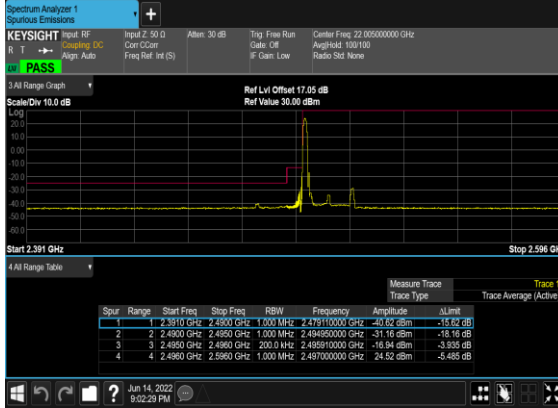 Spectrum Analyzer 1
Spurious Emissions
+
KEYSIGHT
R T
PASS
Input: RF
Coupling: DC
Align: Auto
Input Z: 50 Ω
Corr CCorr
Freq Ref: Int (S)
Atten: 30 dB
Trig: Free Run
Gate: Off
IF Gain: Low
Center Freq: 22.005000000 GHz
Avg|Hold: 100/100
Radio Std: None
3 All Range Graph
Scale/Div 10.0 dB
Ref Lvl Offset 17.05 dB
Ref Value 30.00 dBm
Log
20.0
10.0
0.00
-10.0
-20.0
-30.0
-40.0
-50.0
-60.0
Start 2.391 GHz
Stop 2.596 GH
4 All Range Table
Measure Trace Trace 1
Trace Type Trace Average (Active
Spur Range Start Freq Stop Freq RBW Frequency Amplitude ΔLimit
1 1 2.3910 GHz 2.4900 GHz 1.000 MHz 2.479110000 GHz -40.62 dBm -15.62 dB
2 2 2.4900 GHz 2.4950 GHz 1.000 MHz 2.494950000 GHz -31.16 dBm -18.16 dB
3 3 2.4950 GHz 2.4960 GHz 200.0 kHz 2.495910000 GHz -16.94 dBm -3.935 dB
4 4 2.4960 GHz 2.5960 GHz 1.000 MHz 2.497000000 GHz 24.52 dBm -5.485 dB
?
Jun 14, 2022
9:02:29 PM